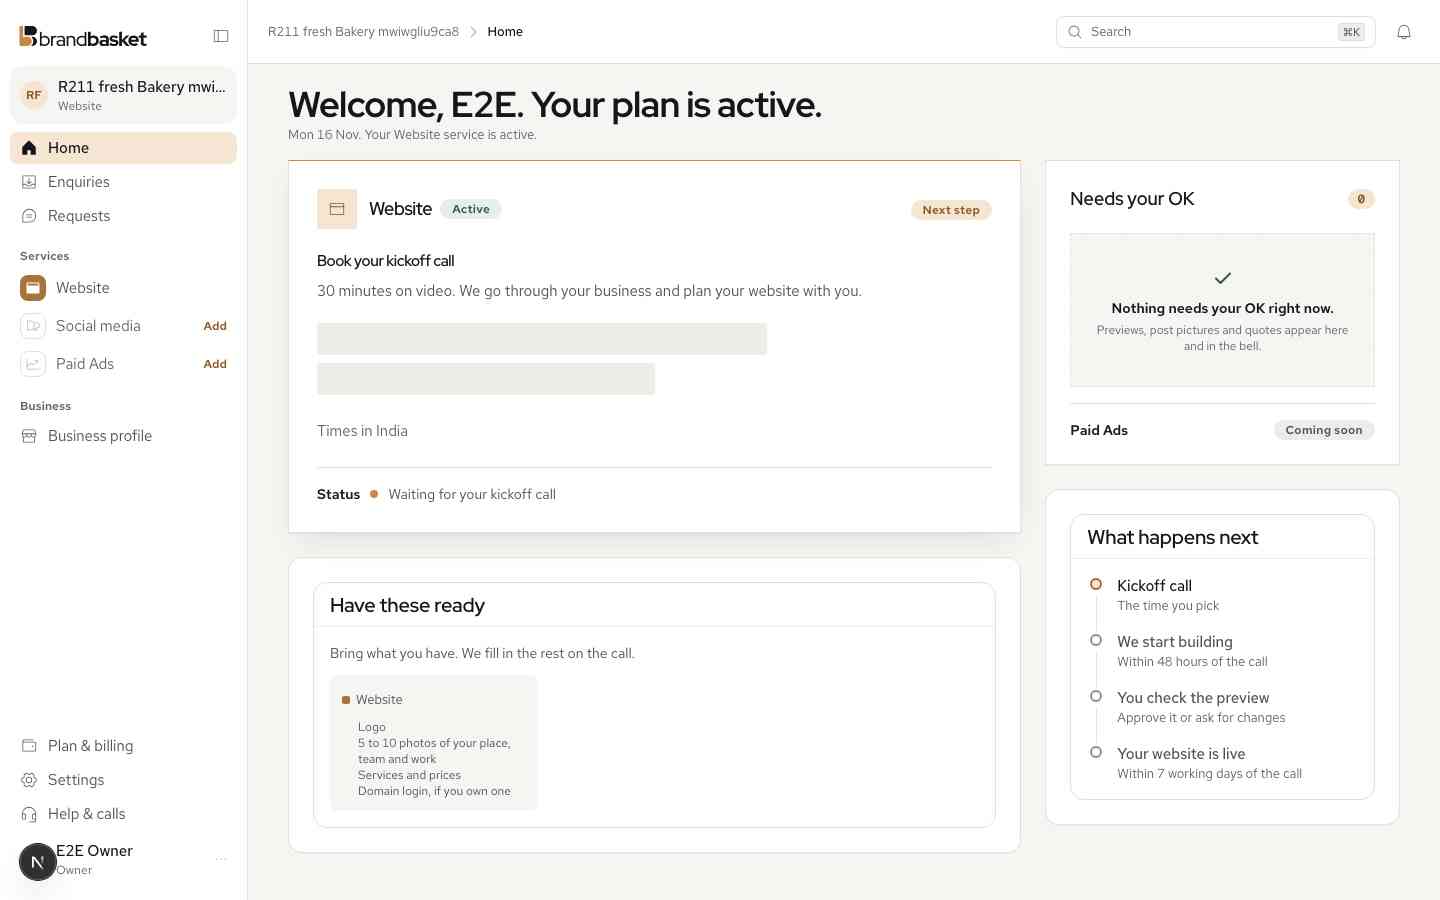 brandbasket
RF
R211 fresh Bakery mwi...
Website
Home
Enquiries
Requests
Services
Website
Social media Add
Paid Ads Add
Business
Business profile
Plan & billing
Settings
Help & calls
N
E2E Owner
Owner
R211 fresh Bakery mwiwgliu9ca8 > Home
Search ⌘K
Welcome, E2E. Your plan is active.
Mon 16 Nov. Your Website service is active.
Website Active Next step
Book your kickoff call
30 minutes on video. We go through your business and plan your website with you.
Times in India
Status Waiting for your kickoff call
Have these ready
Bring what you have. We fill in the rest on the call.
Website
Logo
5 to 10 photos of your place,
team and work
Services and prices
Domain login, if you own one
Needs your OK 0
Nothing needs your OK right now.
Previews, post pictures and quotes appear here
and in the bell.
Paid Ads Coming soon
What happens next
Kickoff call
The time you pick
We start building
Within 48 hours of the call
You check the preview
Approve it or ask for changes
Your website is live
Within 7 working days of the call